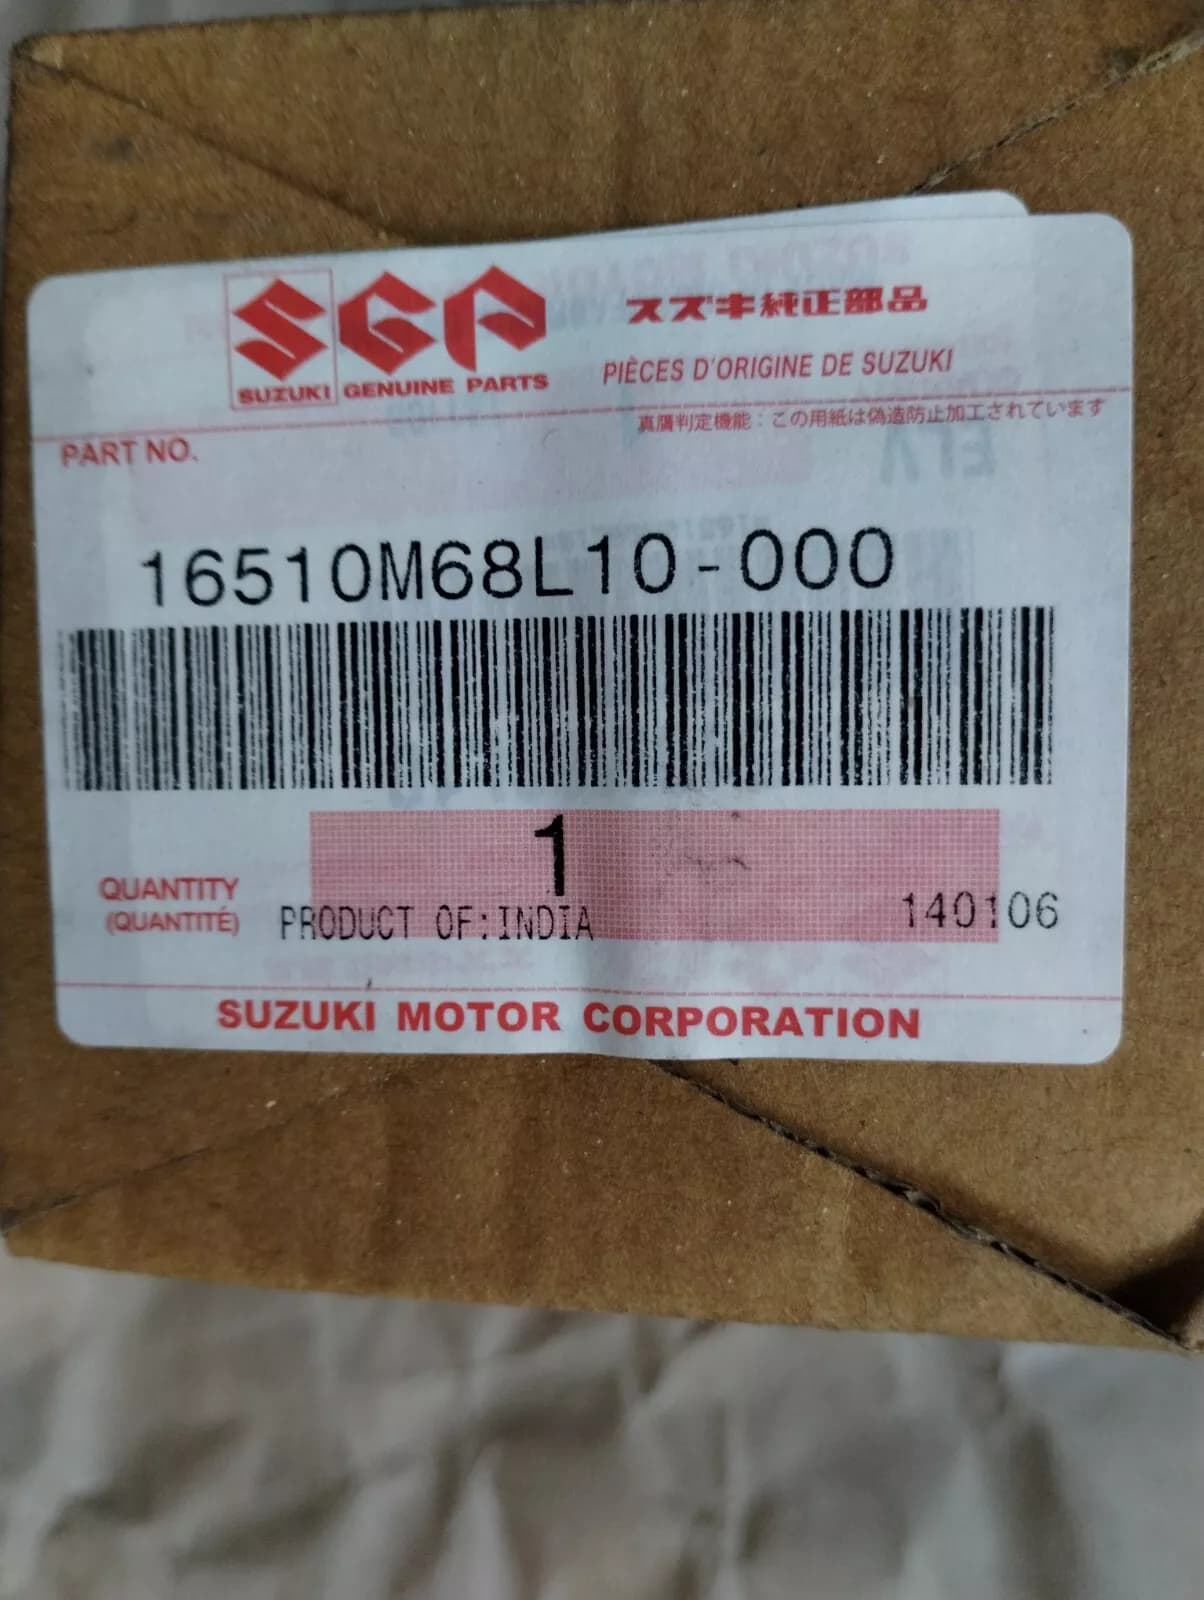 SGP
スズキ純正部品
SUZUKI GENUINE PARTS
PIÈCES D'ORIGINE DE SUZUKI
真贋判定機能：この用紙は偽造防止加工されています
PART NO.
16510M68L10-000
1
QUANTITY
(QUANTITÉ)
PRODUCT OF:INDIA
140106
SUZUKI MOTOR CORPORATION